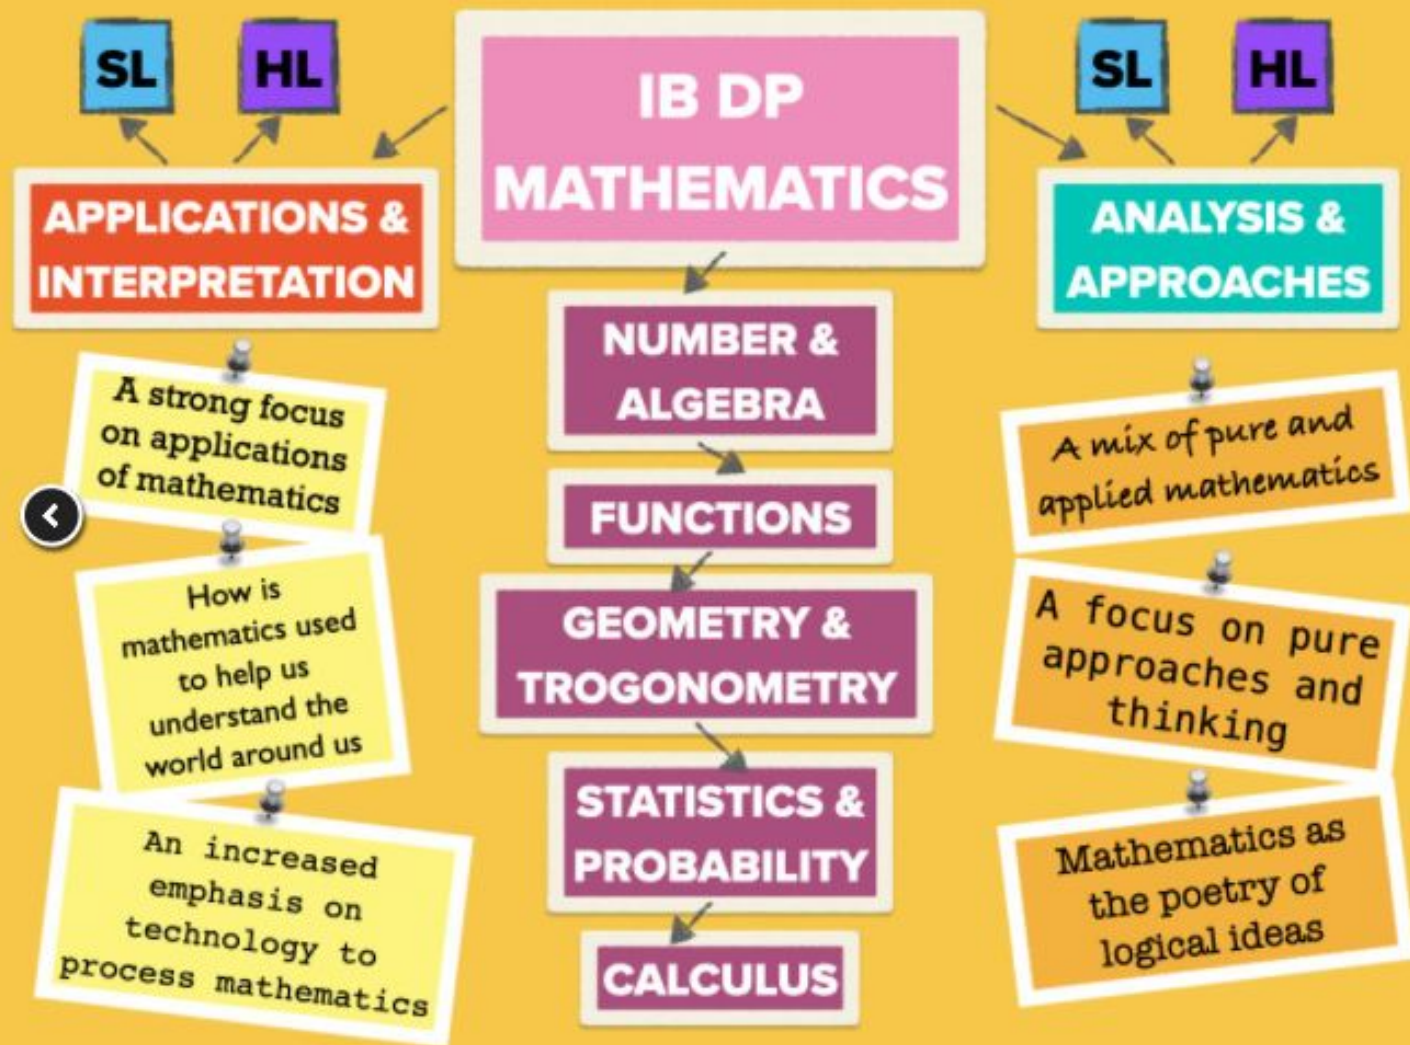 SL
HL
IB DP
MATHEMATICS
SL
HL
APPLICATIONS &
INTERPRETATION
ANALYSIS &
APPROACHES
A strong focus
on applications
of mathematics
How is
mathematics used
to help us
understand the
world around us
An increased
emphasis on
technology to
process mathematics
NUMBER &
ALGEBRA
FUNCTIONS
GEOMETRY &
TROGONOMETRY
STATISTICS &
PROBABILITY
CALCULUS
A mix of pure and
applied mathematics
A focus on pure
approaches and
thinking
Mathematics as
the poetry of
logical ideas